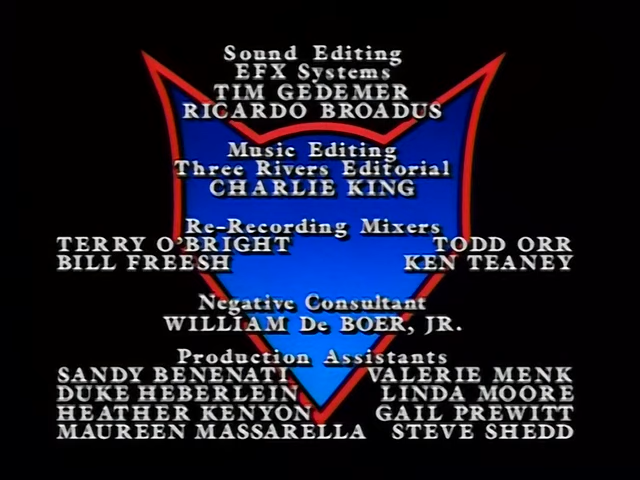 Sound Editing
EFX Systems
TIM GEDEMER
RICARDO BROADUS
Music Editing
Three Rivers Editorial
CHARLIE KING
Re-Recording Mixers
TERRY O'BRIGHT TODD ORR
BILL FREESH KEN TEANEY
Negative Consultant
WILLIAM De BOER, JR.
Production Assistants
SANDY BENENATI VALERIE MENK
DUKE HEBERLEIN LINDA MOORE
HEATHER KENYON GAIL PREWITT
MAUREEN MASSARELLA STEVE SHEDD